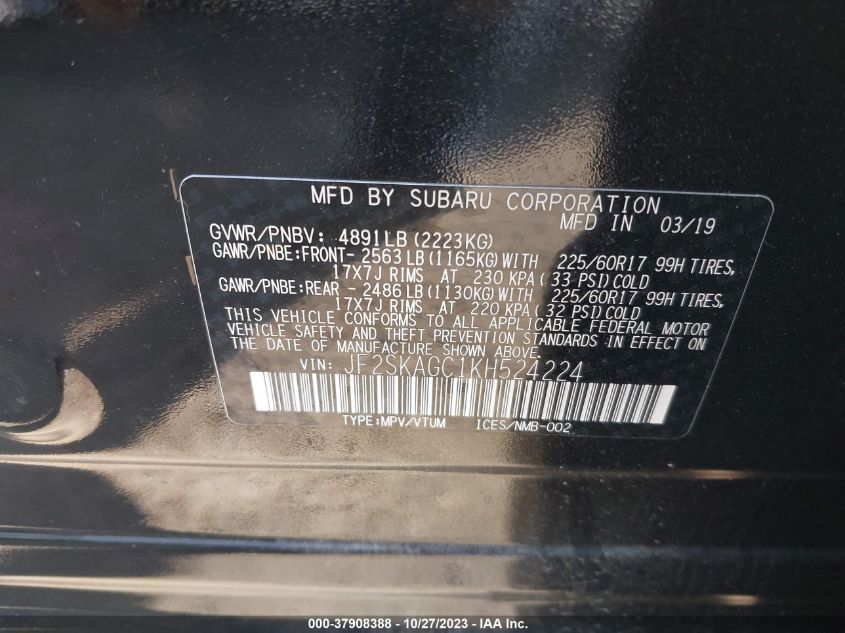 MFD BY SUBARU CORPORATION
MFD IN 03/19
GVWR/PNBV: 4891LB (2223KG)
GAWR/PNBE:FRONT- 2563LB (1165KG) WITH 225/60R17 99H TIRES,
17X7J RIMS AT 230 KPA ( 33 PSI) COLD
GAWR/PNBE:REAR - 2486LB (1130KG) WITH 225/60R17 99H TIRES,
17X7J RIMS AT 220 KPA ( 32 PSI) COLD
THIS VEHICLE CONFORMS TO ALL APPLICABLE FEDERAL MOTOR
VEHICLE SAFETY AND THEFT PREVENTION STANDARDS IN EFFECT ON
THE DATE OF MANUFACTURE SHOWN ABOVE.
VIN: JF2SKAGC1KH524224
TYPE:MPV/VTUM ICES/NMB-002
000-37908388 - 10/27/2023 - © IAA Inc.